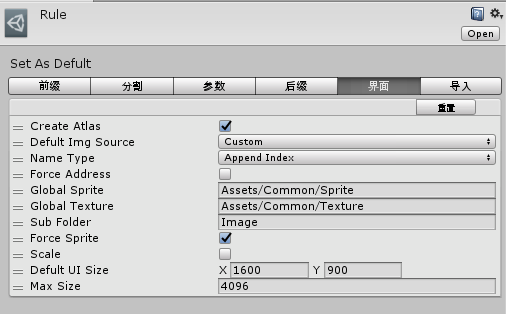 Rule
Open
Set As Defult
前缀 分割 参数 后缀 界面 导入
重置
Create Atlas
Defult Img Source Custom
Name Type Append Index
Force Address
Global Sprite Assets/Common/Sprite
Global Texture Assets/Common/Texture
Sub Folder Image
Force Sprite
Scale
Defult UI Size X 1600 Y 900
Max Size 4096